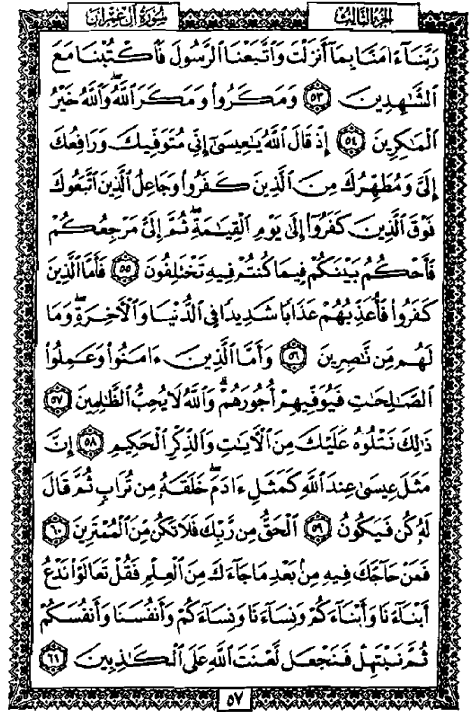 الجزء الثالث
سورة آل عمران
رَبَّنَآ ءَامَنَّا بِمَآ أَنزَلْتَ وَٱتَّبَعْنَا ٱلرَّسُولَ فَٱكْتُبْنَا مَعَ
ٱلشَّٰهِدِينَ ٥٣ وَمَكَرُوا۟ وَمَكَرَ ٱللَّهُ ۖ وَٱللَّهُ خَيْرُ
ٱلْمَٰكِرِينَ ٥٤ إِذْ قَالَ ٱللَّهُ يَٰعِيسَىٰٓ إِنِّى مُتَوَفِّيكَ وَرَافِعُكَ
إِلَىَّ وَمُطَهِّرُكَ مِنَ ٱلَّذِينَ كَفَرُوا۟ وَجَاعِلُ ٱلَّذِينَ ٱتَّبَعُوكَ
فَوْقَ ٱلَّذِينَ كَفَرُوٓا۟ إِلَىٰ يَوْمِ ٱلْقِيَٰمَةِ ۖ ثُمَّ إِلَىَّ مَرْجِعُكُمْ
فَأَحْكُمُ بَيْنَكُمْ فِيمَا كُنتُمْ فِيهِ تَخْتَلِفُونَ ٥٥ فَأَمَّا ٱلَّذِينَ
كَفَرُوا۟ فَأُعَذِّبُهُمْ عَذَابًا شَدِيدًا فِى ٱلدُّنْيَا وَٱلْءَاخِرَةِ ۖ وَمَا
لَهُم مِّن نَّٰصِرِينَ ٥٦ وَأَمَّا ٱلَّذِينَ ءَامَنُوا۟ وَعَمِلُوا۟
ٱلصَّٰلِحَٰتِ فَيُوَفِّيهِمْ أُجُورَهُمْ ۗ وَٱللَّهُ لَا يُحِبُّ ٱلظَّٰلِمِينَ ٥٧
ذَٰلِكَ نَتْلُوهُ عَلَيْكَ مِنَ ٱلْءَايَٰتِ وَٱلذِّكْرِ ٱلْحَكِيمِ ٥٨ إِنَّ
مَثَلَ عِيسَىٰ عِندَ ٱللَّهِ كَمَثَلِ ءَادَمَ ۖ خَلَقَهُۥ مِن تُرَابٍ ثُمَّ قَالَ
لَهُۥ كُن فَيَكُونُ ٥٩ ٱلْحَقُّ مِن رَّبِّكَ فَلَا تَكُن مِّنَ ٱلْمُمْتَرِينَ ٦٠
فَمَنْ حَآجَّكَ فِيهِ مِنۢ بَعْدِ مَا جَآءَكَ مِنَ ٱلْعِلْمِ فَقُلْ تَعَالَوْا۟ نَدْعُ
أَبْنَآءَنَا وَأَبْنَآءَكُمْ وَنِسَآءَنَا وَنِسَآءَكُمْ وَأَنفُسَنَا وَأَنفُسَكُمْ
ثُمَّ نَبْتَهِلْ فَنَجْعَل لَّعْنَتَ ٱللَّهِ عَلَى ٱلْكَٰذِبِينَ ٦١
٥٧